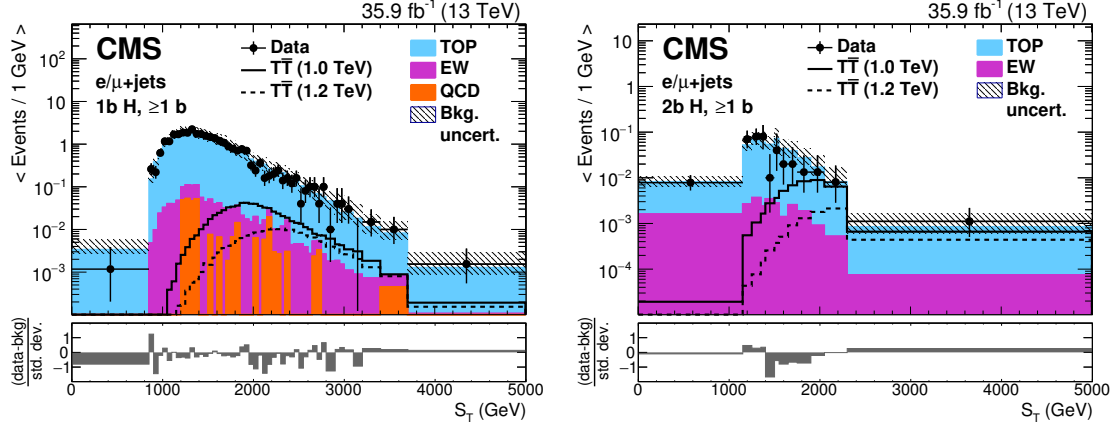 35.9 fb⁻¹ (13 TeV)
CMS
e/μ+jets
1b H, ≥1 b
Data
TT̅ (1.0 TeV)
TT̅ (1.2 TeV)
TOP
EW
QCD
Bkg.
uncert.
< Events / 1 GeV >
10²
10
1
10⁻¹
10⁻²
10⁻³
(data-bkg)
std. dev.
1
0
−1
0 1000 2000 3000 4000 5000
S_T (GeV)
35.9 fb⁻¹ (13 TeV)
CMS
e/μ+jets
2b H, ≥1 b
Data
TT̅ (1.0 TeV)
TT̅ (1.2 TeV)
TOP
EW
Bkg.
uncert.
< Events / 1 GeV >
10
1
10⁻¹
10⁻²
10⁻³
10⁻⁴
(data-bkg)
std. dev.
1
0
−1
0 1000 2000 3000 4000 5000
S_T (GeV)